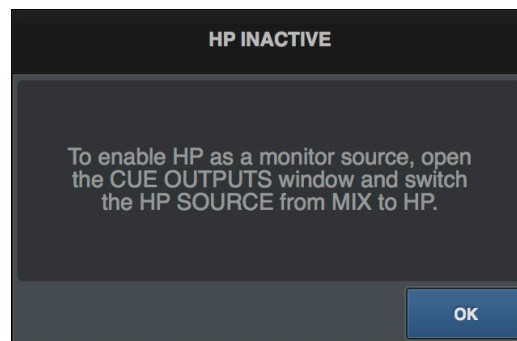 HP INACTIVE
To enable HP as a monitor source, open
the CUE OUTPUTS window and switch
the HP SOURCE from MIX to HP.
OK